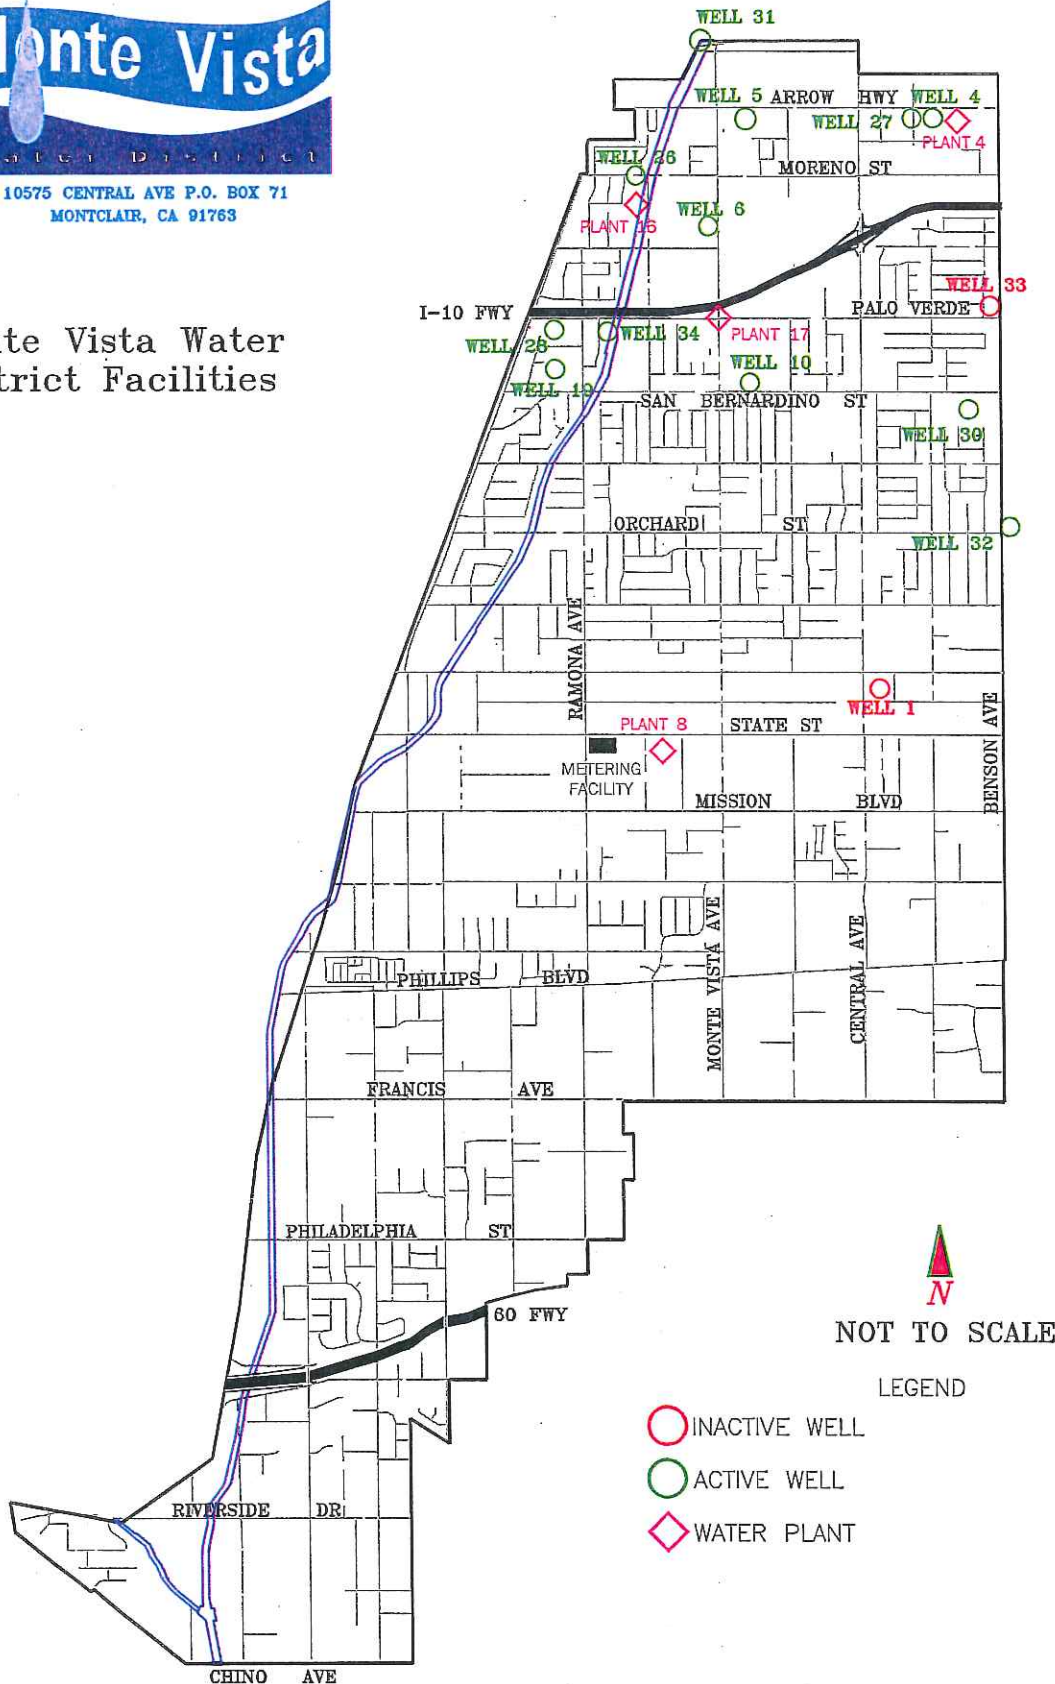 onte Vista
ater District
10575 CENTRAL AVE P.O. BOX 71
MONTCLAIR, CA 91763
te Vista Water
trict Facilities
WELL 31
WELL 5
ARROW HWY
WELL 4
WELL 27
PLANT 4
WELL 26
MORENO ST
PLANT 16
WELL 6
WELL 33
I-10 FWY
PALO VERDE
WELL 28
WELL 34
PLANT 17
WELL 10
WELL 19
SAN BERNARDINO ST
WELL 30
ORCHARD ST
WELL 32
RAMONA AVE
WELL 1
BENSON AVE
PLANT 8
STATE ST
METERING
FACILITY
MISSION BLVD
MONTE VISTA AVE
CENTRAL AVE
PHILLIPS BLVD
FRANCIS AVE
PHILADELPHIA ST
60 FWY
N
NOT TO SCALE
LEGEND
INACTIVE WELL
ACTIVE WELL
WATER PLANT
RIVERSIDE DR
CHINO AVE